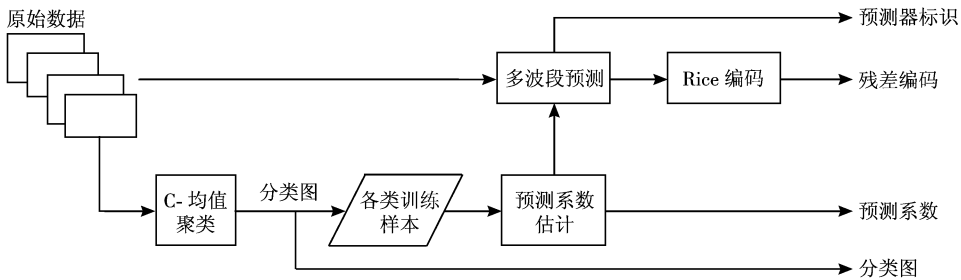 原始数据
预测器标识
多波段预测
Rice 编码
残差编码
C-均值
聚类
分类图
各类训练
样本
预测系数
估计
预测系数
分类图